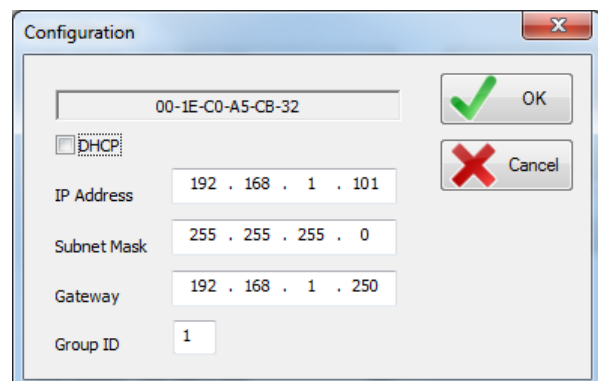 Configuration
00-1E-C0-A5-CB-32
OK
DHCP
Cancel
IP Address 192 . 168 . 1 . 101
Subnet Mask 255 . 255 . 255 . 0
Gateway 192 . 168 . 1 . 250
Group ID 1